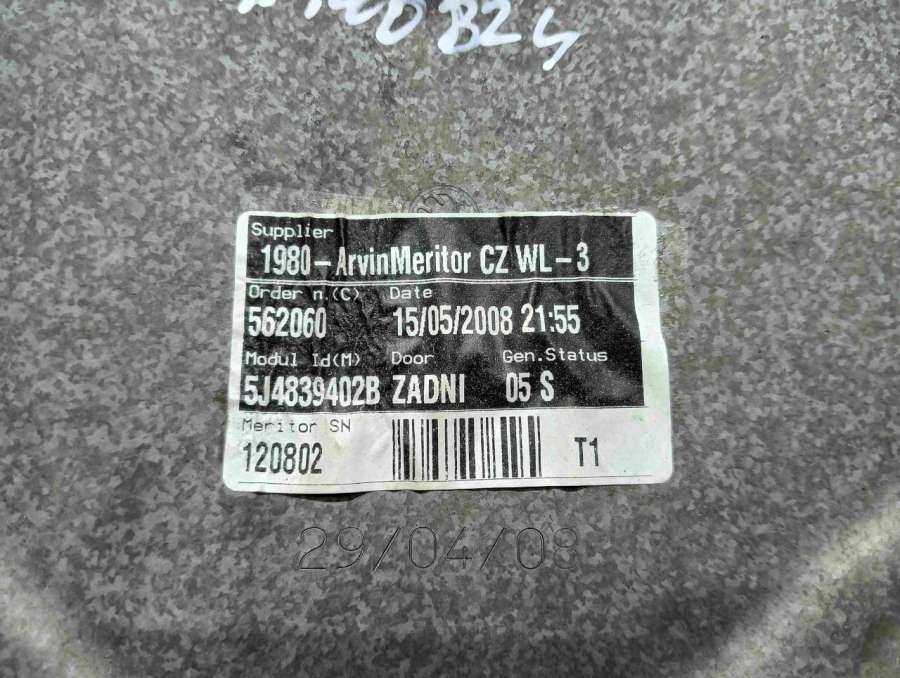 B24
Supplier
1980-ArvinMeritor CZ WL-3
Order n.(C) Date
562060 15/05/2008 21:55
Modul Id(M) Door Gen.Status
5J4839402B ZADNI 05 S
Meritor SN
120802 T1
29/04/08